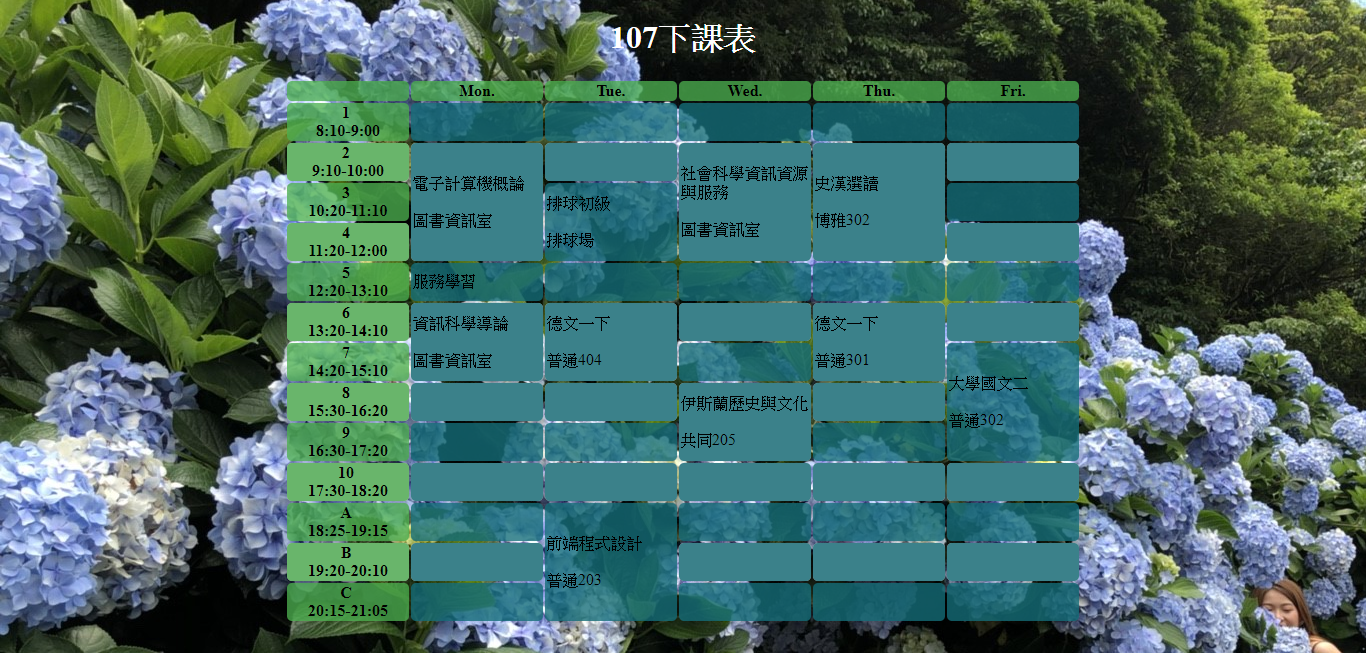 107下課表
Mon. Tue. Wed. Thu. Fri.
1
8:10-9:00
2
9:10-10:00
電子計算機概論
圖書資訊室
社會科學資訊資源
與服務
圖書資訊室
史漢選讀
博雅302
3
10:20-11:10
排球初級
排球場
4
11:20-12:00
5
12:20-13:10
服務學習
6
13:20-14:10
資訊科學導論
圖書資訊室
德文一下
普通404
德文一下
普通301
7
14:20-15:10
大學國文二
普通302
8
15:30-16:20
伊斯蘭歷史與文化
共同205
9
16:30-17:20
10
17:30-18:20
A
18:25-19:15
前端程式設計
普通203
B
19:20-20:10
C
20:15-21:05